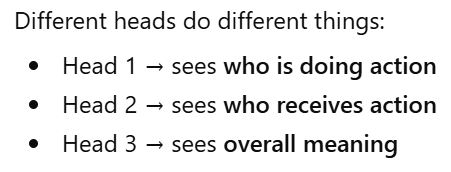 Different heads do different things:
• Head 1 → sees who is doing action
• Head 2 → sees who receives action
• Head 3 → sees overall meaning